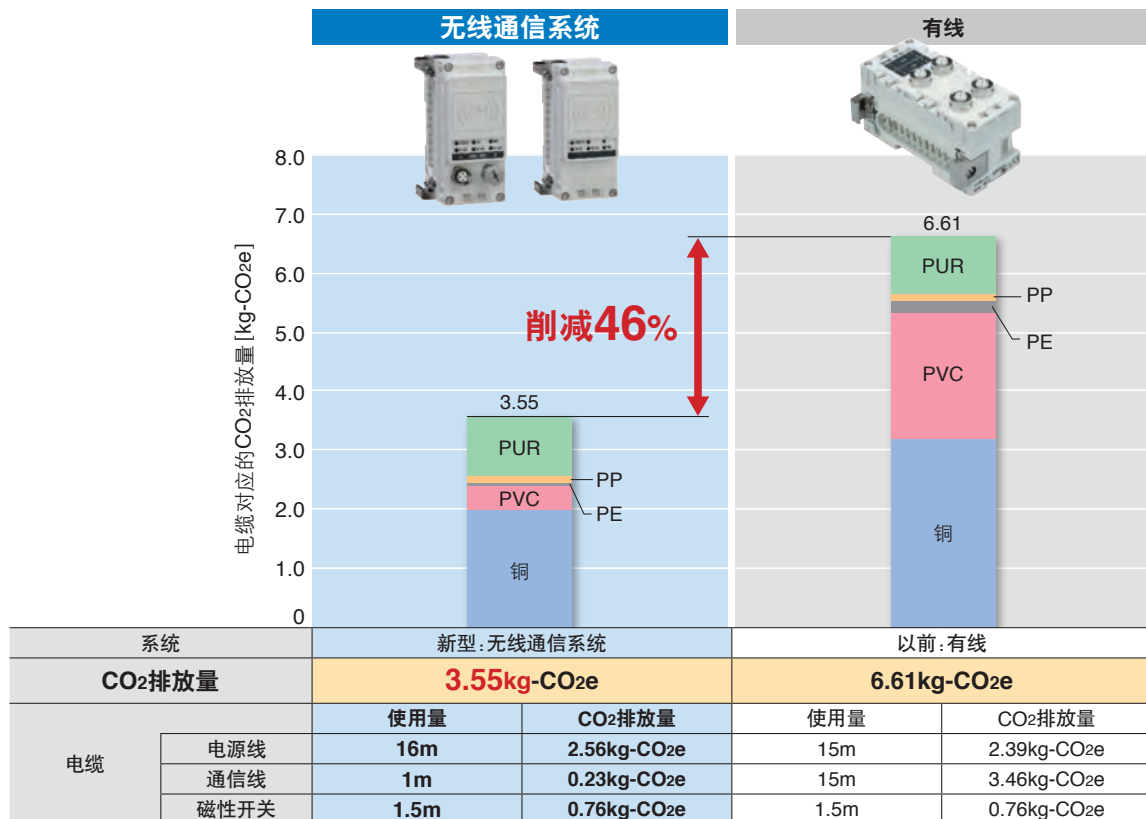 无线通信系统
有线
电缆对应的CO2排放量 [kg-CO2e]
8.0
7.0
6.0
5.0
4.0
3.0
2.0
1.0
0
削减46%
3.55
PUR
PP
PVC
PE
铜
6.61
PUR
PP
PE
PVC
铜
系统 新型:无线通信系统 以前:有线
CO2排放量 3.55kg-CO2e 6.61kg-CO2e
电缆 使用量 CO2排放量 使用量 CO2排放量
电源线 16m 2.56kg-CO2e 15m 2.39kg-CO2e
通信线 1m 0.23kg-CO2e 15m 3.46kg-CO2e
磁性开关 1.5m 0.76kg-CO2e 1.5m 0.76kg-CO2e